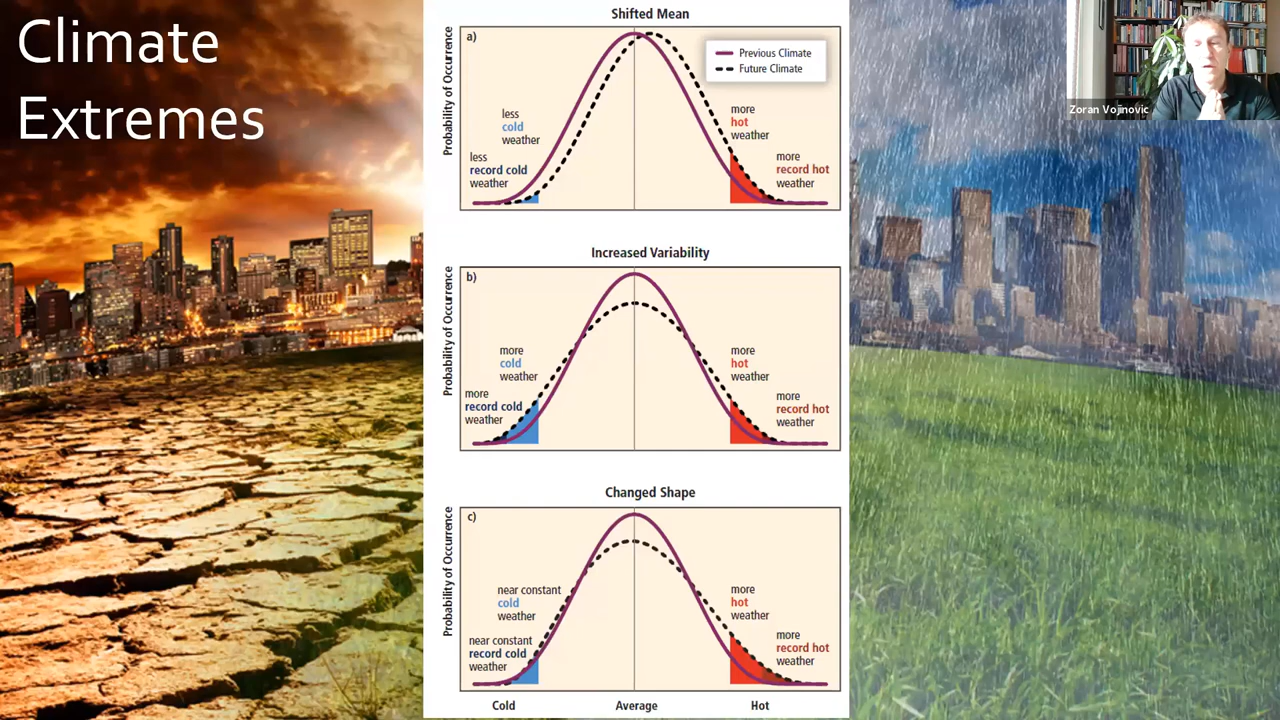 Climate
Extremes
Shifted Mean
a)
Probability of Occurrence
Previous Climate
Future Climate
less
cold
weather
less
record cold
weather
more
hot
weather
more
record hot
weather
Increased Variability
b)
Probability of Occurrence
more
cold
weather
more
record cold
weather
more
hot
weather
more
record hot
weather
Changed Shape
c)
Probability of Occurrence
near constant
cold
weather
near constant
record cold
weather
more
hot
weather
more
record hot
weather
Cold
Average
Hot
Zoran Vojinovic